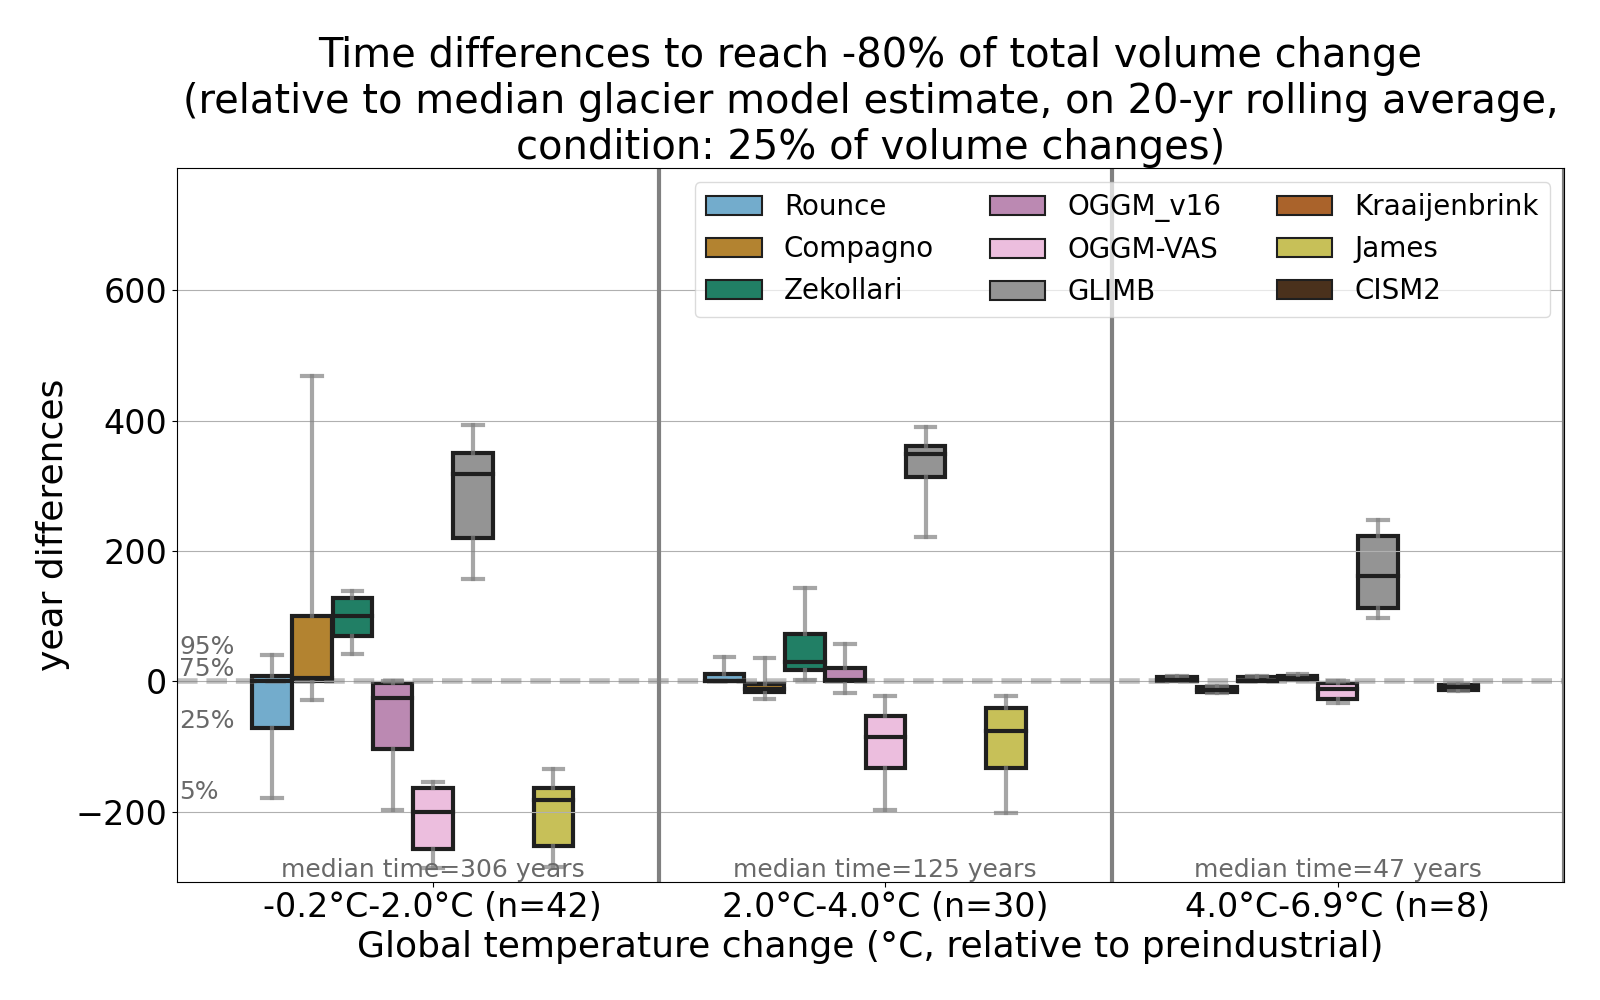 Time differences to reach -80% of total volume change
(relative to median glacier model estimate, on 20-yr rolling average,
condition: 25% of volume changes)
Rounce
Compagno
Zekollari
OGGM_v16
OGGM-VAS
GLIMB
Kraaijenbrink
James
CISM2
year differences
600
400
200
0
−200
95%
75%
25%
5%
median time=306 years
median time=125 years
median time=47 years
-0.2°C-2.0°C (n=42)
2.0°C-4.0°C (n=30)
4.0°C-6.9°C (n=8)
Global temperature change (°C, relative to preindustrial)